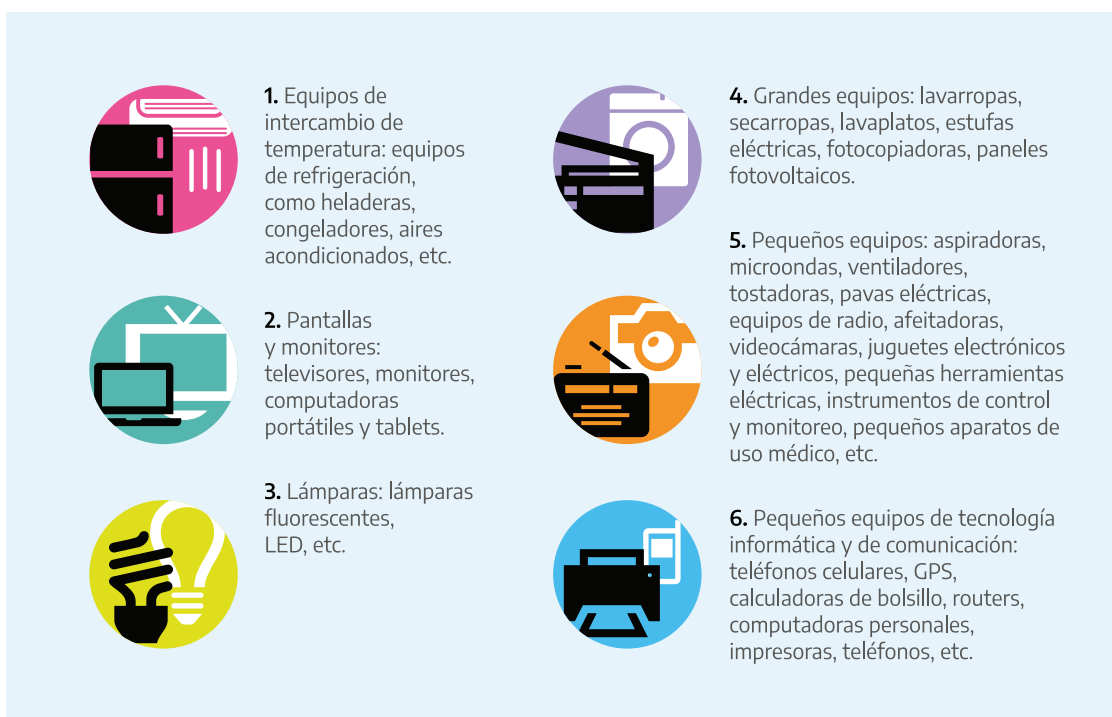 1. Equipos de
intercambio de
temperatura: equipos
de refrigeración,
como heladeras,
congeladores, aires
acondicionados, etc.
2. Pantallas
y monitores:
televisores, monitores,
computadoras
portátiles y tablets.
3. Lámparas: lámparas
fluorescentes,
LED, etc.
4. Grandes equipos: lavarropas,
secarropas, lavaplatos, estufas
eléctricas, fotocopiadoras, paneles
fotovoltaicos.
5. Pequeños equipos: aspiradoras,
microondas, ventiladores,
tostadoras, pavas eléctricas,
equipos de radio, afeitadoras,
videocámaras, juguetes electrónicos
y eléctricos, pequeñas herramientas
eléctricas, instrumentos de control
y monitoreo, pequeños aparatos de
uso médico, etc.
6. Pequeños equipos de tecnología
informática y de comunicación:
teléfonos celulares, GPS,
calculadoras de bolsillo, routers,
computadoras personales,
impresoras, teléfonos, etc.